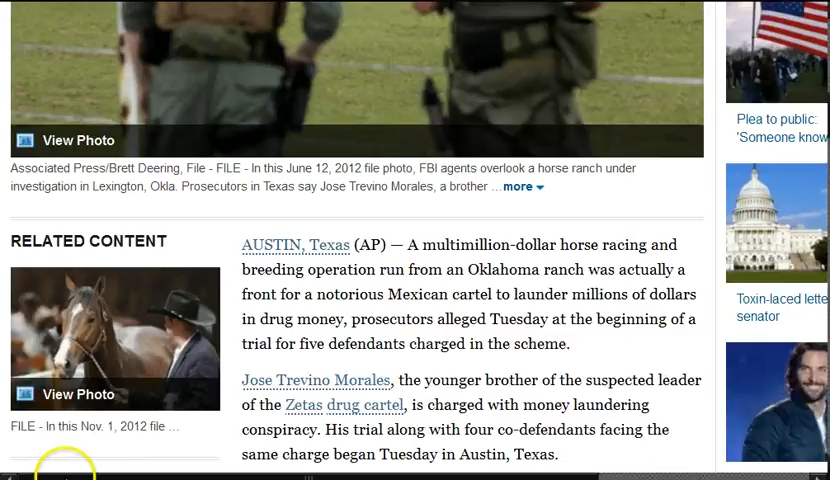 View Photo
Associated Press/Brett Deering, File - FILE - In this June 12, 2012 file photo, FBI agents overlook a horse ranch under
investigation in Lexington, Okla. Prosecutors in Texas say Jose Trevino Morales, a brother ... more
RELATED CONTENT
View Photo
FILE - In this Nov. 1, 2012 file ...
AUSTIN, Texas (AP) — A multimillion-dollar horse racing and
breeding operation run from an Oklahoma ranch was actually a
front for a notorious Mexican cartel to launder millions of dollars
in drug money, prosecutors alleged Tuesday at the beginning of a
trial for five defendants charged in the scheme.
Jose Trevino Morales, the younger brother of the suspected leader
of the Zetas drug cartel, is charged with money laundering
conspiracy. His trial along with four co-defendants facing the
same charge began Tuesday in Austin, Texas.
Plea to public:
'Someone know
Toxin-laced lette
senator